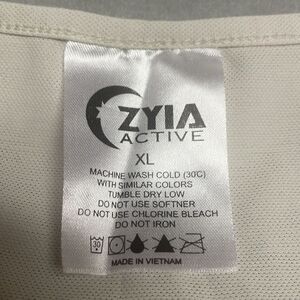 ZYIA
ACTIVE
XL
MACHINE WASH COLD (30℃)
WITH SIMILAR COLORS
TUMBLE DRY LOW
DO NOT USE SOFTNER
DO NOT USE CHLORINE BLEACH
DO NOT IRON
30
MADE IN VIETNAM